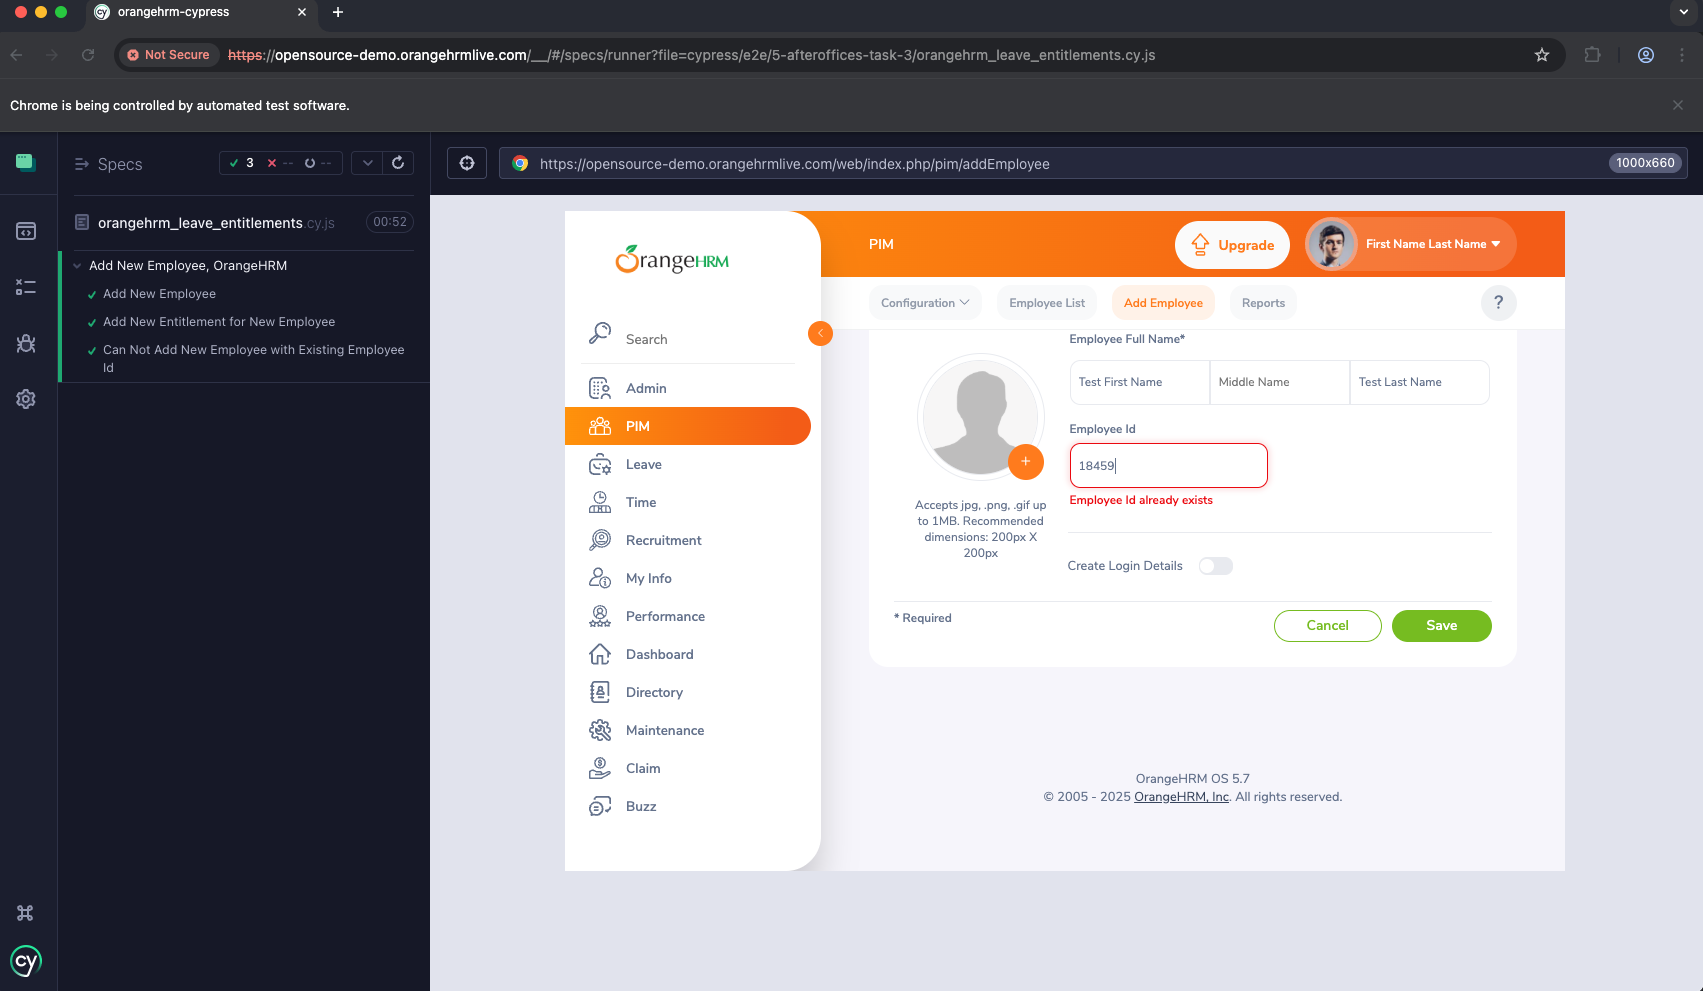 orangehrm-cypress
Not Secure https://opensource-demo.orangehrmlive.com/__/#/specs/runner?file=cypress/e2e/5-afteroffices-task-3/orangehrm_leave_entitlements.cy.js
Chrome is being controlled by automated test software.
Specs
3 -- --
orangehrm_leave_entitlements.cy.js 00:52
Add New Employee, OrangeHRM
Add New Employee
Add New Entitlement for New Employee
Can Not Add New Employee with Existing Employee
Id
cy
https://opensource-demo.orangehrmlive.com/web/index.php/pim/addEmployee 1000x660
OrangeHRM
Search
Admin
PIM
Leave
Time
Recruitment
My Info
Performance
Dashboard
Directory
Maintenance
Claim
Buzz
PIM
Upgrade
First Name Last Name
Configuration Employee List Add Employee Reports ?
Employee Full Name*
Test First Name Middle Name Test Last Name
Employee Id
18459
Employee Id already exists
Accepts jpg, .png, .gif up
to 1MB. Recommended
dimensions: 200px X
200px
Create Login Details
* Required
Cancel Save
OrangeHRM OS 5.7
© 2005 - 2025 OrangeHRM, Inc. All rights reserved.